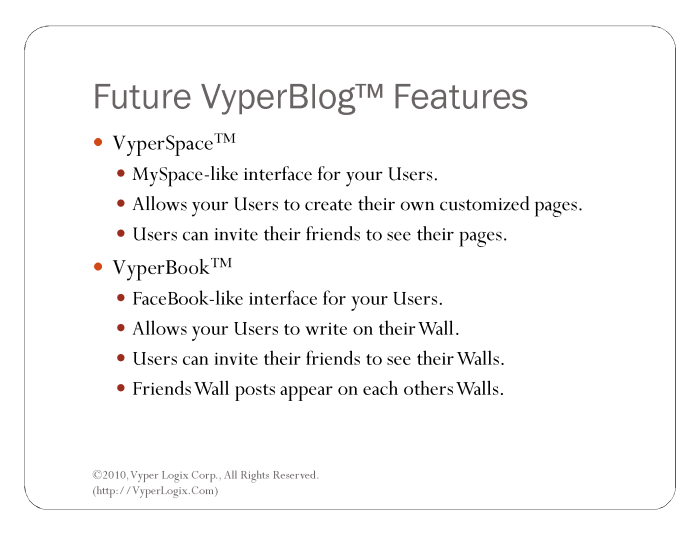 Future VyperBlog™ Features
• VyperSpace™
• MySpace-like interface for your Users.
• Allows your Users to create their own customized pages.
• Users can invite their friends to see their pages.
• VyperBook™
• FaceBook-like interface for your Users.
• Allows your Users to write on their Wall.
• Users can invite their friends to see their Walls.
• Friends Wall posts appear on each others Walls.
©2010, Vyper Logix Corp., All Rights Reserved.
(http://VyperLogix.Com)